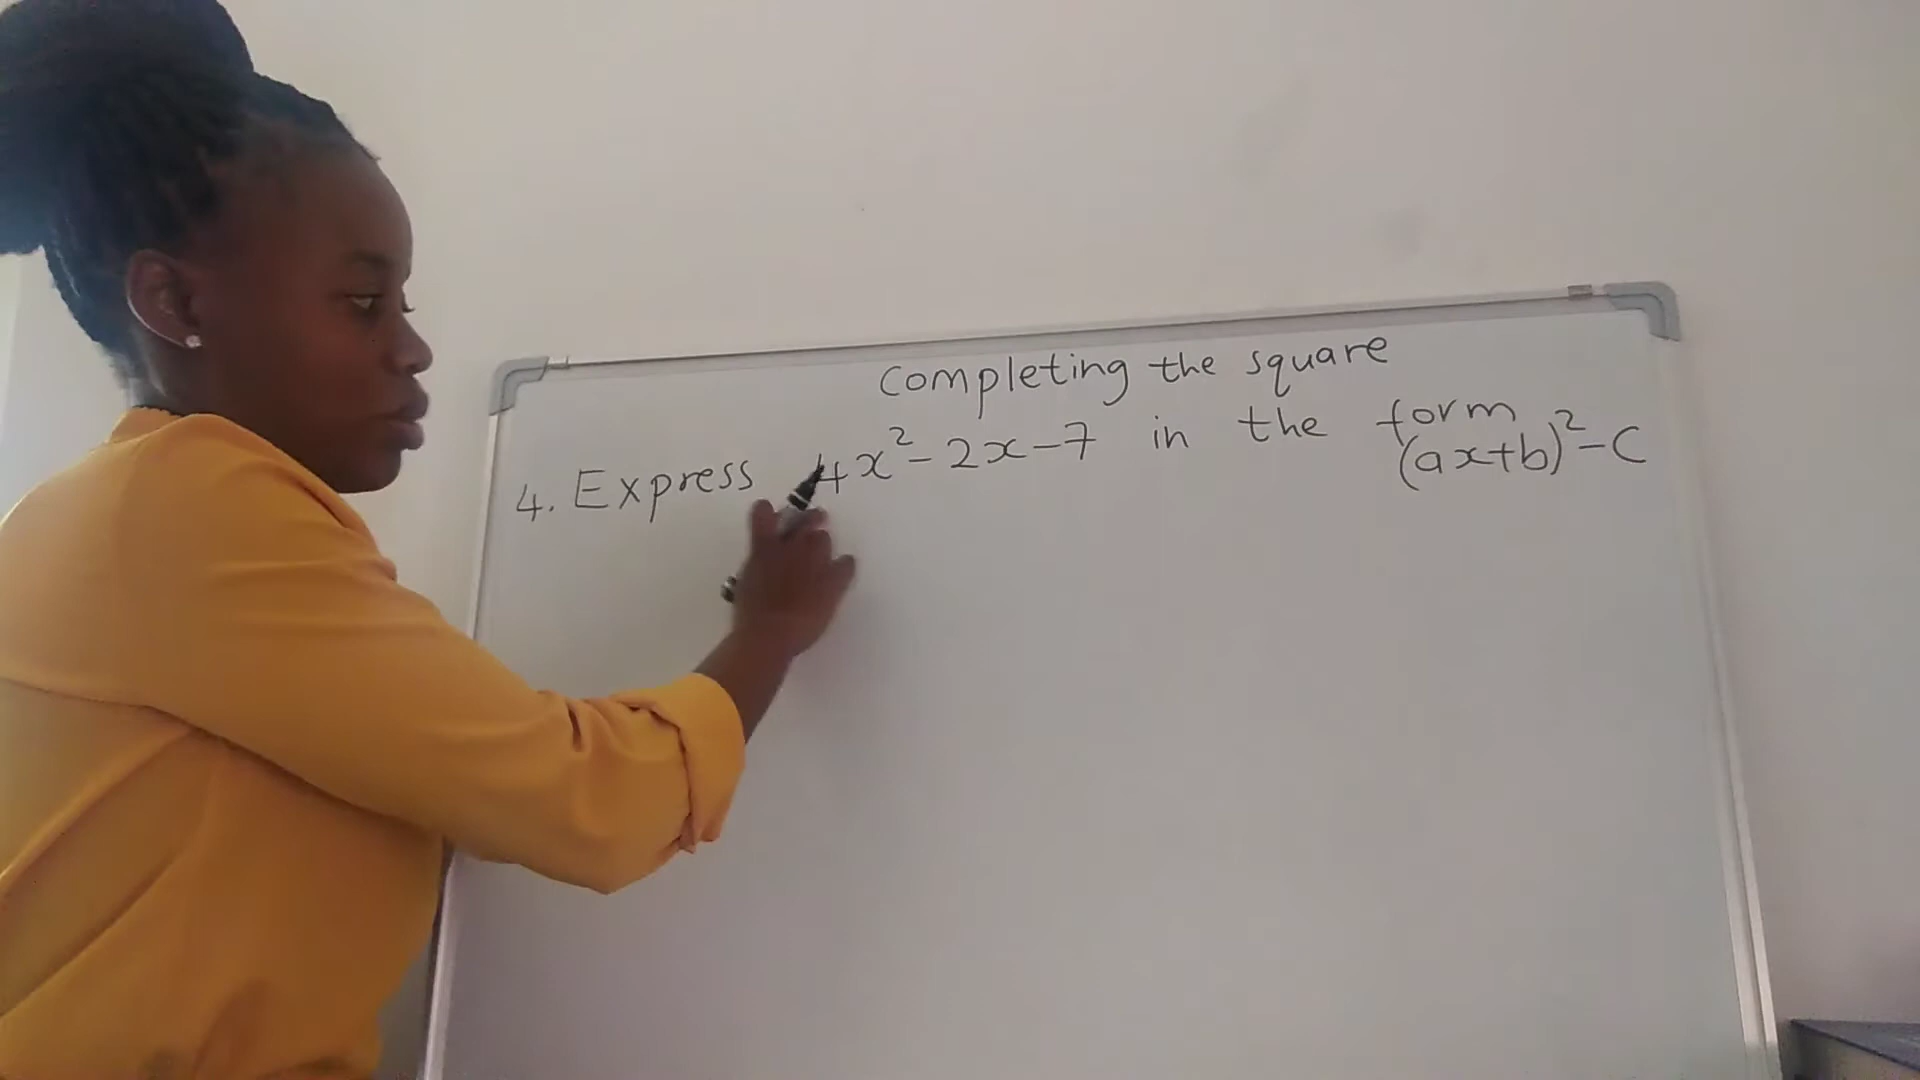 Completing the square
4. Express 4x²-2x-7 in the form
(ax+b)²-C